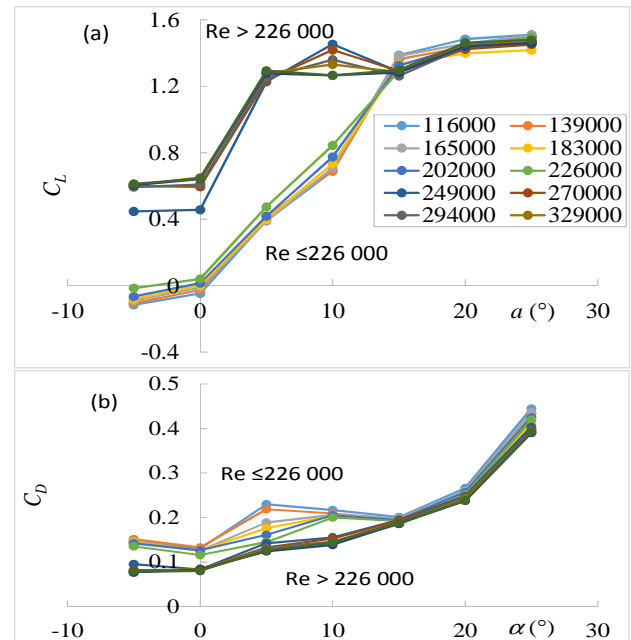 (a)
Re > 226 000
1.6
1.2
0.8
0.4
0
-0.4
C_L
116000 139000
165000 183000
202000 226000
249000 270000
294000 329000
Re ≤226 000
-10 0 10 20 a (°) 30
(b)
0.5
0.4
0.3
0.2
0.1
0
C_D
Re ≤226 000
Re > 226 000
-10 0 10 20 α(°) 30